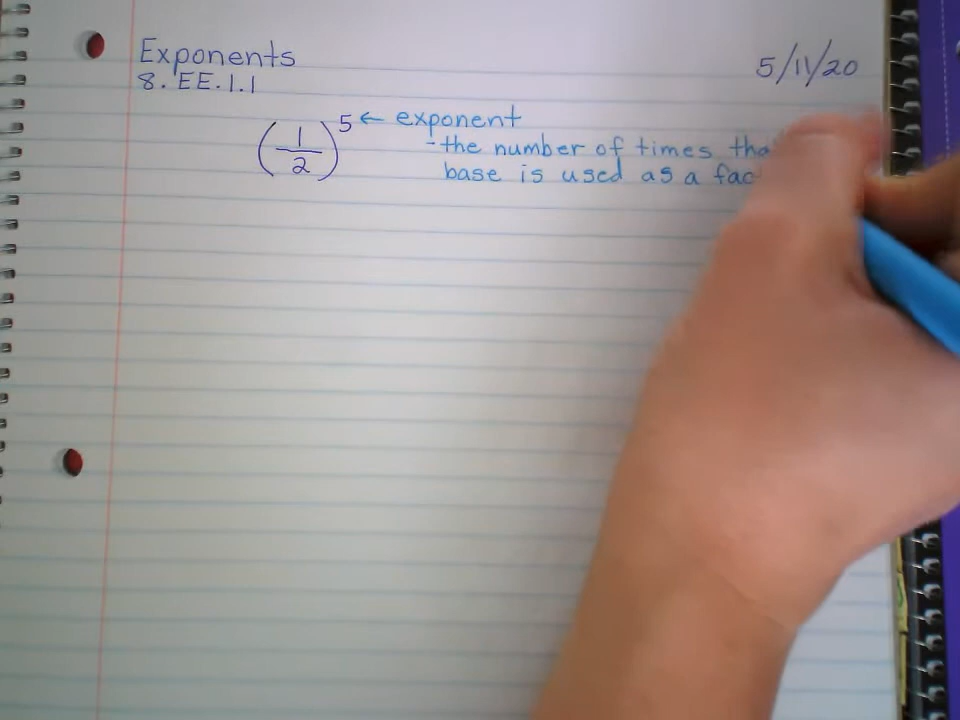 Exponents
5/11/20
8.EE.1.1
(1/2)^5 ← exponent
- the number of times
base is used as a